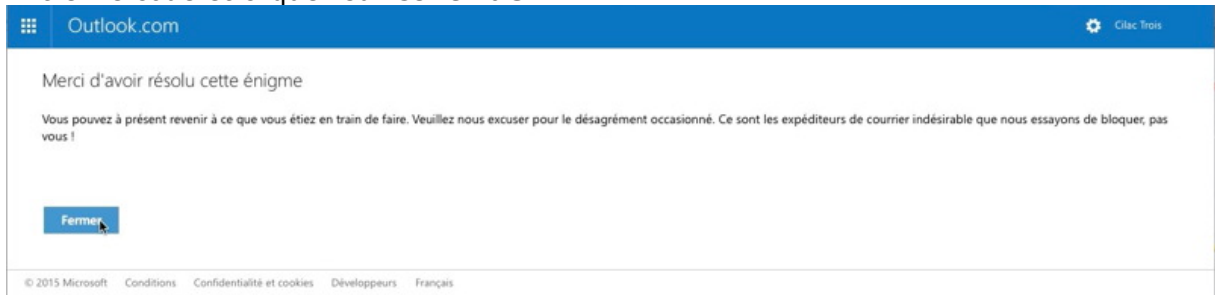 Outlook.com
Cilac Trois
Merci d'avoir résolu cette énigme
Vous pouvez à présent revenir à ce que vous étiez en train de faire. Veuillez nous excuser pour le désagrément occasionné. Ce sont les expéditeurs de courrier indésirable que nous essayons de bloquer, pas
vous !
Fermer
© 2015 Microsoft Conditions Confidentialité et cookies Développeurs Français